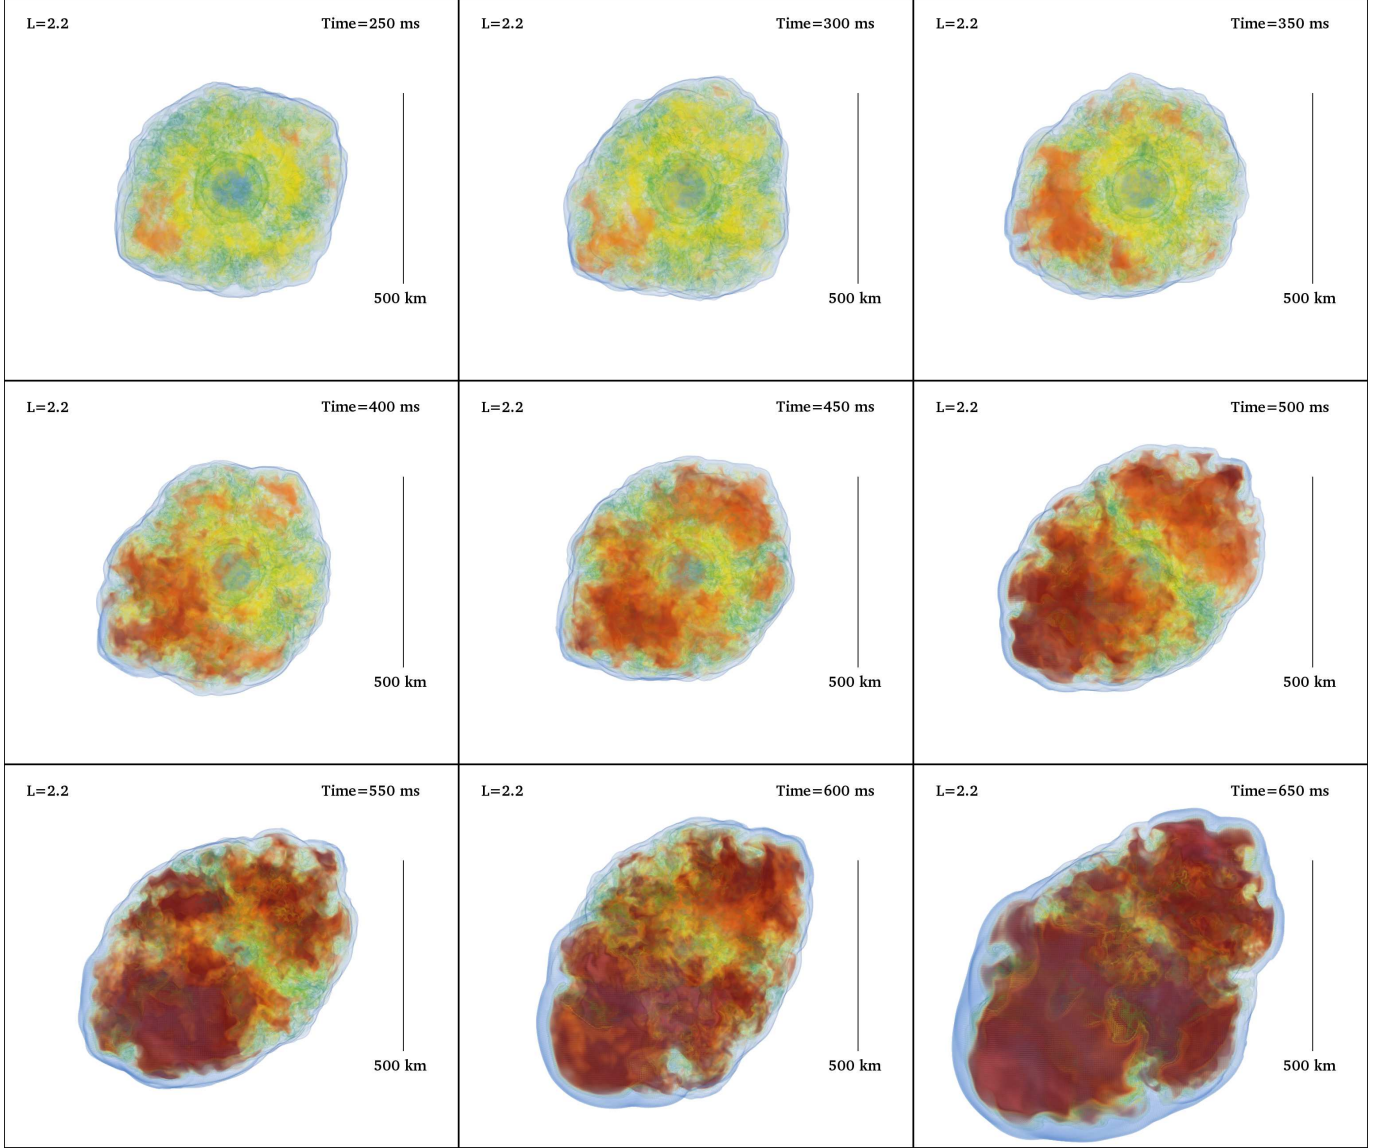 L=2.2 Time=250 ms
500 km
L=2.2 Time=300 ms
500 km
L=2.2 Time=350 ms
500 km
L=2.2 Time=400 ms
500 km
L=2.2 Time=450 ms
500 km
L=2.2 Time=500 ms
500 km
L=2.2 Time=550 ms
500 km
L=2.2 Time=600 ms
500 km
L=2.2 Time=650 ms
500 km